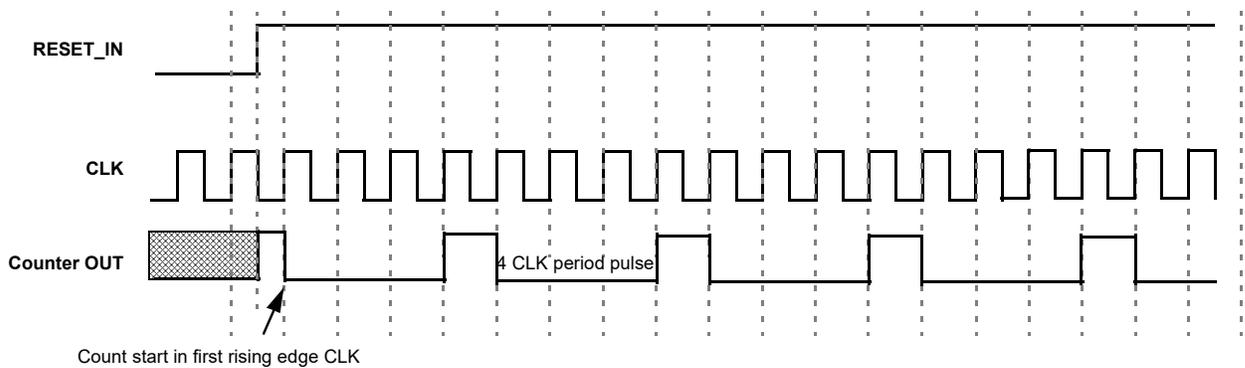 RESET_IN
CLK
Counter OUT
4 CLK period pulse
Count start in first rising edge CLK